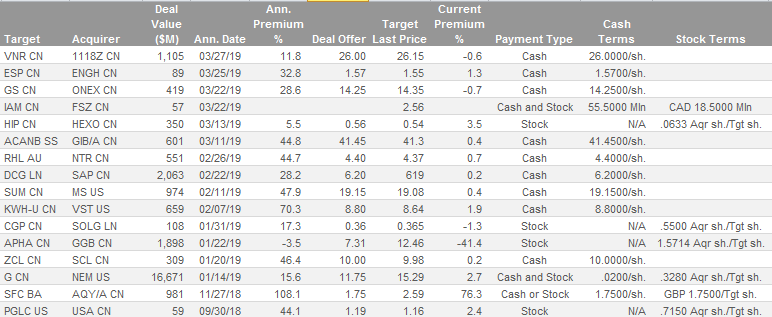 Target Acquirer Deal Value ($M) Ann. Date Ann. Premium % Deal Offer Target Last Price Current Premium % Payment Type Cash Terms Stock Terms
VNR CN 1118Z CN 1,105 03/27/19 11.8 26.00 26.15 -0.6 Cash 26.0000/sh.
ESP CN ENGH CN 89 03/25/19 32.8 1.57 1.55 1.3 Cash 1.5700/sh.
GS CN ONEX CN 419 03/22/19 28.6 14.25 14.35 -0.7 Cash 14.2500/sh.
IAM CN FSZ CN 57 03/22/19 2.56 Cash and Stock 55.5000 Mln CAD 18.5000 Mln
HIP CN HEXO CN 350 03/13/19 5.5 0.56 0.54 3.5 Stock N/A .0633 Aqr sh./Tgt sh.
ACANB SS GIB/A CN 601 03/11/19 44.8 41.45 41.3 0.4 Cash 41.4500/sh.
RHL AU NTR CN 551 02/26/19 44.7 4.40 4.37 0.7 Cash 4.4000/sh.
DCG LN SAP CN 2,063 02/22/19 28.2 6.20 619 0.2 Cash 6.2000/sh.
SUM CN MS US 974 02/11/19 47.9 19.15 19.08 0.4 Cash 19.1500/sh.
KWH-U CN VST US 659 02/07/19 70.3 8.80 8.64 1.9 Cash 8.8000/sh.
CGP CN SOLG LN 108 01/31/19 17.3 0.36 0.365 -1.3 Stock N/A .5500 Aqr sh./Tgt sh.
APHA CN GGB CN 1,898 01/22/19 -3.5 7.31 12.46 -41.4 Stock N/A 1.5714 Aqr sh./Tgt sh.
ZCL CN SCL CN 309 01/20/19 46.4 10.00 9.98 0.2 Cash 10.0000/sh.
G CN NEM US 16,671 01/14/19 15.6 11.75 15.29 2.7 Cash and Stock .0200/sh. .3280 Aqr sh./Tgt sh.
SFC BA AQY/A CN 981 11/27/18 108.1 1.75 2.59 76.3 Cash or Stock 1.7500/sh. GBP 1.7500/Tgt sh.
PGLC US USA CN 59 09/30/18 44.1 1.19 1.16 2.4 Stock N/A .7150 Aqr sh./Tgt sh.